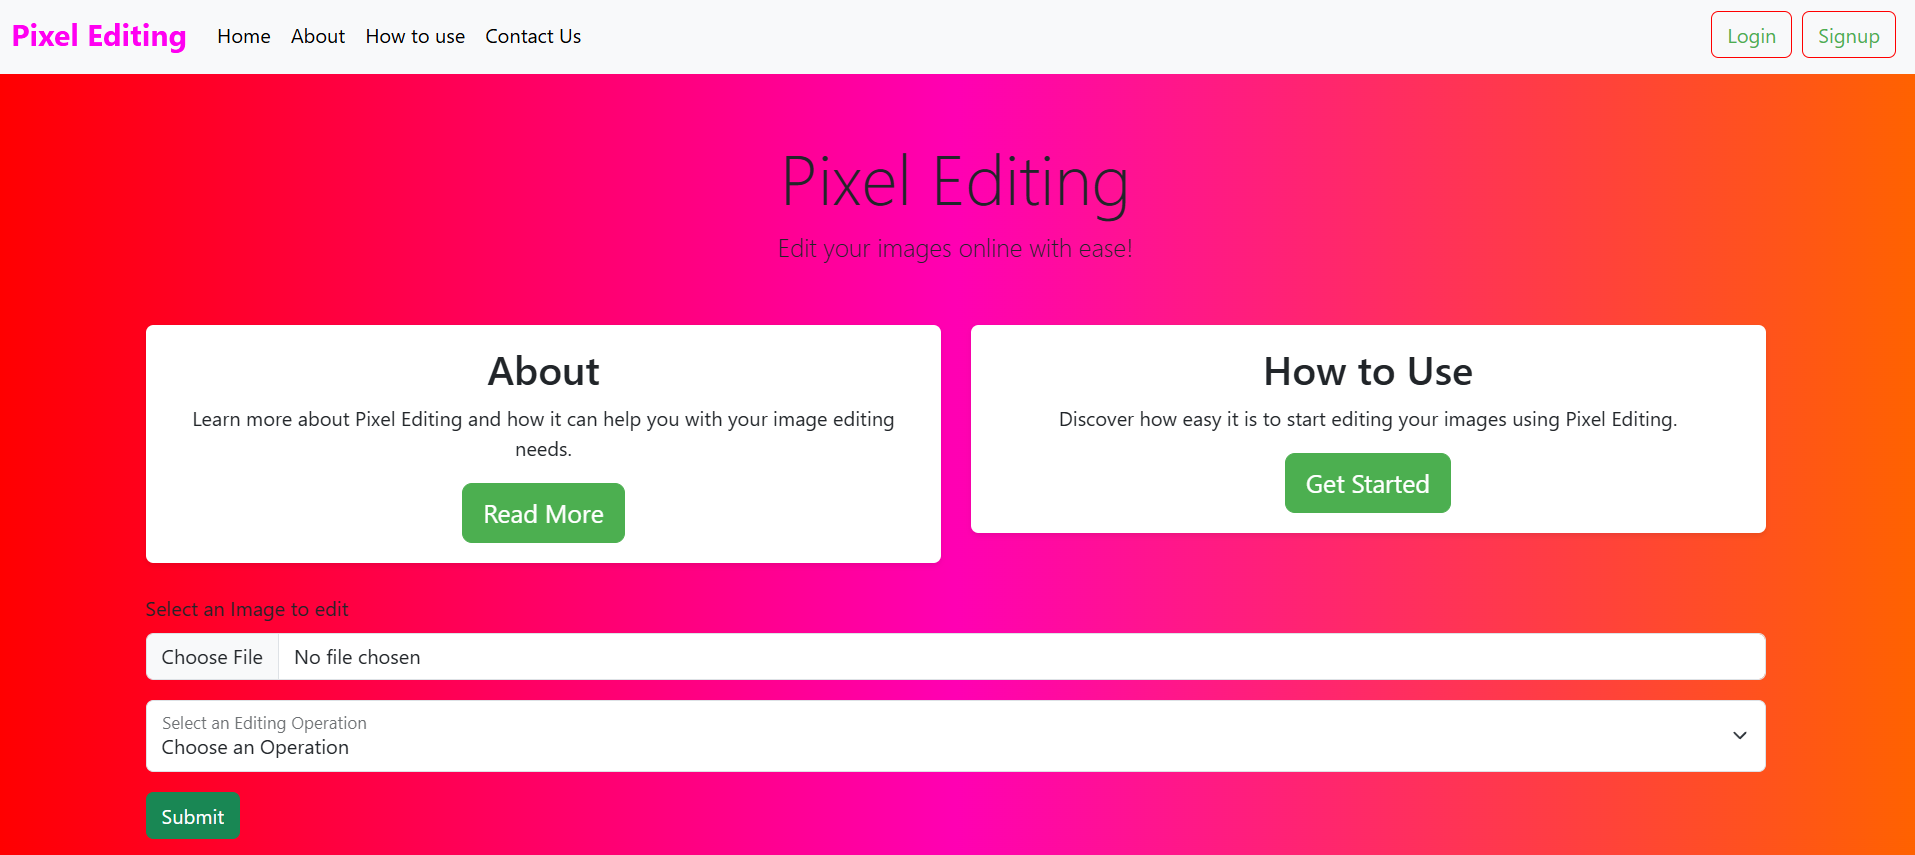 Pixel Editing Home About How to use Contact Us Login Signup
Pixel Editing
Edit your images online with ease!
About
Learn more about Pixel Editing and how it can help you with your image editing
needs.
Read More
How to Use
Discover how easy it is to start editing your images using Pixel Editing.
Get Started
Select an Image to edit
Choose File No file chosen
Select an Editing Operation
Choose an Operation
Submit